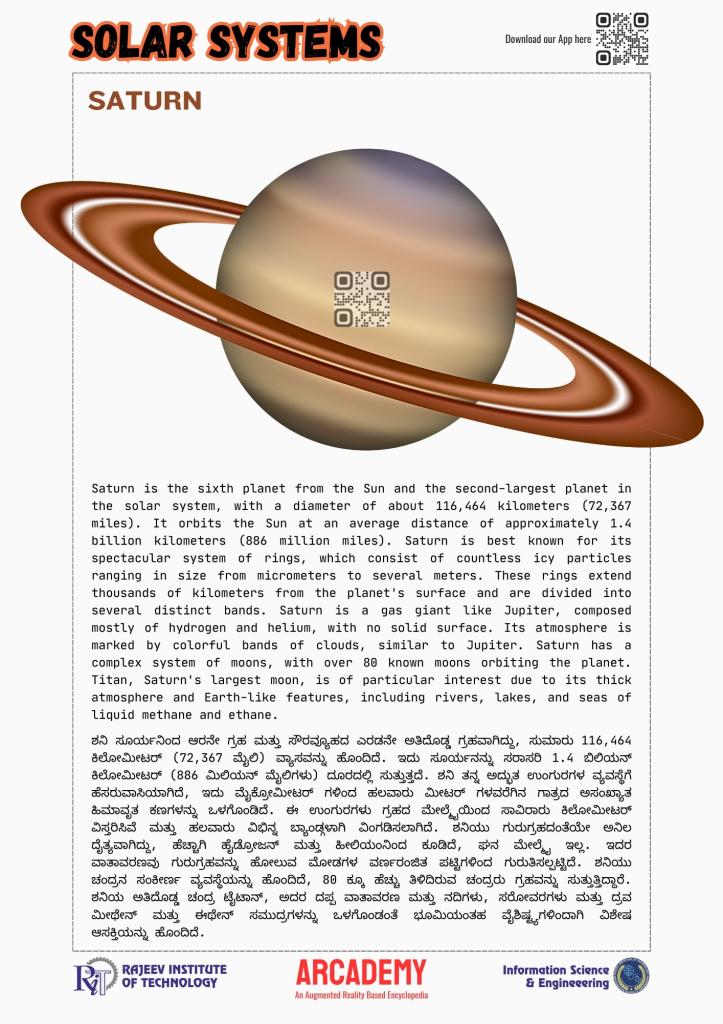 SOLAR SYSTEMS
Download our App here
SATURN
Saturn is the sixth planet from the Sun and the second-largest planet in
the solar system, with a diameter of about 116,464 kilometers (72,367
miles). It orbits the Sun at an average distance of approximately 1.4
billion kilometers (886 million miles). Saturn is best known for its
spectacular system of rings, which consist of countless icy particles
ranging in size from micrometers to several meters. These rings extend
thousands of kilometers from the planet's surface and are divided into
several distinct bands. Saturn is a gas giant like Jupiter, composed
mostly of hydrogen and helium, with no solid surface. Its atmosphere is
marked by colorful bands of clouds, similar to Jupiter. Saturn has a
complex system of moons, with over 80 known moons orbiting the planet.
Titan, Saturn's largest moon, is of particular interest due to its thick
atmosphere and Earth-like features, including rivers, lakes, and seas of
liquid methane and ethane.
ಶನಿ ಸೂರ್ಯನಿಂದ ಆರನೇ ಗ್ರಹ ಮತ್ತು ಸೌರವ್ಯೂಹದ ಎರಡನೇ ಅತಿದೊಡ್ಡ ಗ್ರಹವಾಗಿದ್ದು, ಸುಮಾರು 116,464
ಕಿಲೋಮೀಟರ್ (72,367 ಮೈಲಿ) ವ್ಯಾಸವನ್ನು ಹೊಂದಿದೆ. ಇದು ಸೂರ್ಯನನ್ನು ಸರಾಸರಿ 1.4 ಬಿಲಿಯನ್
ಕಿಲೋಮೀಟರ್ (886 ಮಿಲಿಯನ್ ಮೈಲಿಗಳು) ದೂರದಲ್ಲಿ ಸುತ್ತುತ್ತದೆ. ಶನಿ ತನ್ನ ಅದ್ಭುತ ಉಂಗುರಗಳ ವ್ಯವಸ್ಥೆಗೆ
ಹೆಸರುವಾಸಿಯಾಗಿದೆ, ಇದು ಮೈಕ್ರೋಮೀಟರ್ ಗಳಿಂದ ಹಲವಾರು ಮೀಟರ್ ಗಳವರೆಗಿನ ಗಾತ್ರದ ಅಸಂಖ್ಯಾತ
ಹಿಮಾವೃತ ಕಣಗಳನ್ನು ಒಳಗೊಂಡಿದೆ. ಈ ಉಂಗುರಗಳು ಗ್ರಹದ ಮೇಲ್ಮೈಯಿಂದ ಸಾವಿರಾರು ಕಿಲೋಮೀಟರ್
ವಿಸ್ತರಿಸಿವೆ ಮತ್ತು ಹಲವಾರು ವಿಭಿನ್ನ ಬ್ಯಾಂಡ್ಗಳಾಗಿ ವಿಂಗಡಿಸಲಾಗಿದೆ. ಶನಿಯು ಗುರುಗ್ರಹದಂತೆಯೇ ಅನಿಲ
ದೈತ್ಯವಾಗಿದ್ದು, ಹೆಚ್ಚಾಗಿ ಹೈಡ್ರೋಜನ್ ಮತ್ತು ಹೀಲಿಯಂನಿಂದ ಕೂಡಿದೆ, ಘನ ಮೇಲ್ಮೈ ಇಲ್ಲ. ಇದರ
ವಾತಾವರಣವು ಗುರುಗ್ರಹವನ್ನು ಹೋಲುವ ಮೋಡಗಳ ವರ್ಣರಂಜಿತ ಪಟ್ಟಿಗಳಿಂದ ಗುರುತಿಸಲ್ಪಟ್ಟಿದೆ. ಶನಿಯು
ಚಂದ್ರನ ಸಂಕೀರ್ಣ ವ್ಯವಸ್ಥೆಯನ್ನು ಹೊಂದಿದೆ, 80 ಕ್ಕೂ ಹೆಚ್ಚು ತಿಳಿದಿರುವ ಚಂದ್ರರು ಗ್ರಹವನ್ನು ಸುತ್ತುತ್ತಿದ್ದಾರೆ.
ಶನಿಯ ಅತಿದೊಡ್ಡ ಚಂದ್ರ ಟೈಟಾನ್, ಅದರ ದಪ್ಪ ವಾತಾವರಣ ಮತ್ತು ನದಿಗಳು, ಸರೋವರಗಳು ಮತ್ತು ದ್ರವ
ಮೀಥೇನ್ ಮತ್ತು ಈಥೇನ್ ಸಮುದ್ರಗಳನ್ನು ಒಳಗೊಂಡಂತೆ ಭೂಮಿಯಂತಹ ವೈಶಿಷ್ಟ್ಯಗಳಿಂದಾಗಿ ವಿಶೇಷ
ಆಸಕ್ತಿಯನ್ನು ಹೊಂದಿದೆ.
RiT
RAJEEV INSTITUTE
OF TECHNOLOGY
ARCADEMY
An Augmented Reality Based Encyclopedia
Information Science
& Engineeering